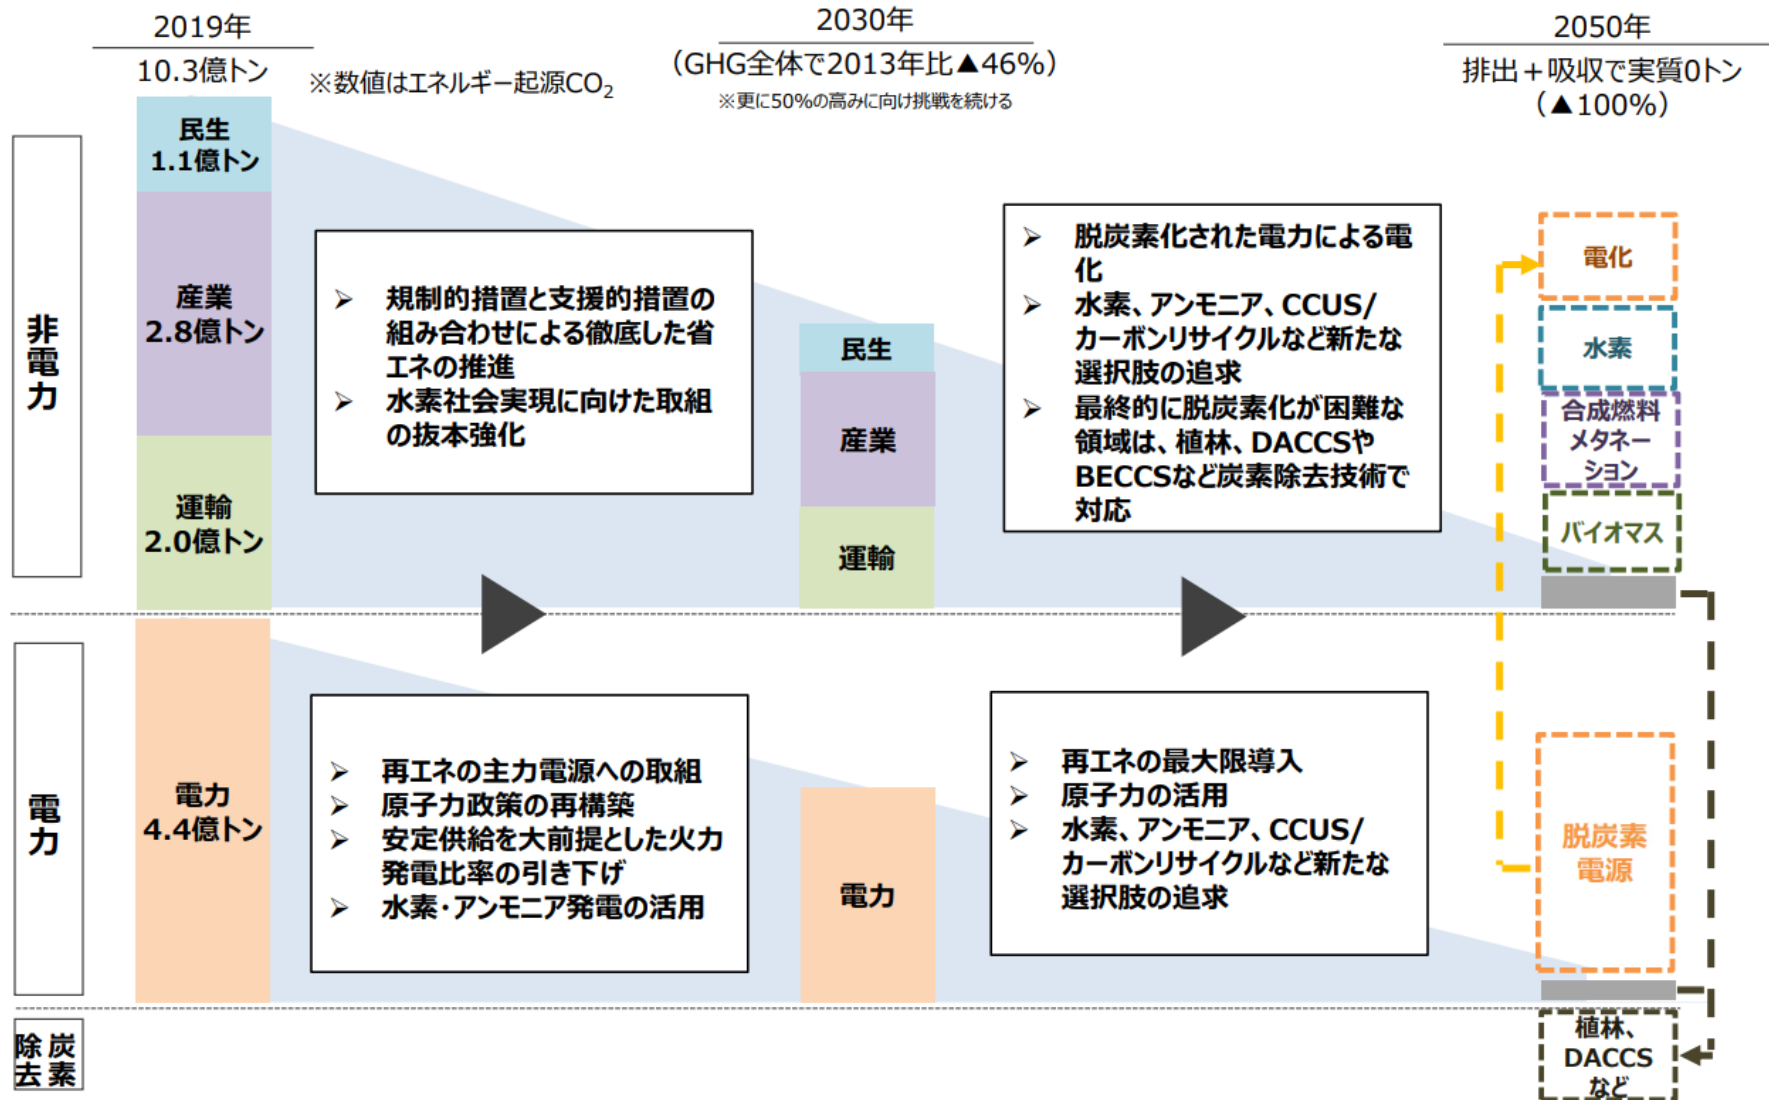 2019年
10.3億トン
※数値はエネルギー起源CO₂
2030年
(GHG全体で2013年比▲46%)
※更に50%の高みに向け挑戦を続ける
2050年
排出+吸収で実質0トン
(▲100%)
非電力
民生
1.1億トン
産業
2.8億トン
運輸
2.0億トン
➢ 規制的措置と支援的措置の
組み合わせによる徹底した省
エネの推進
➢ 水素社会実現に向けた取組
の抜本強化
民生
産業
運輸
➢ 脱炭素化された電力による電
化
➢ 水素、アンモニア、CCUS/
カーボンリサイクルなど新たな
選択肢の追求
➢ 最終的に脱炭素化が困難な
領域は、植林、DACCSや
BECCSなど炭素除去技術で
対応
電化
水素
合成燃料
メタネー
ション
バイオマス
電力
電力
4.4億トン
➢ 再エネの主力電源への取組
➢ 原子力政策の再構築
➢ 安定供給を大前提とした火力
発電比率の引き下げ
➢ 水素・アンモニア発電の活用
電力
➢ 再エネの最大限導入
➢ 原子力の活用
➢ 水素、アンモニア、CCUS/
カーボンリサイクルなど新たな
選択肢の追求
脱炭素
電源
炭素
除去
植林、
DACCS
など